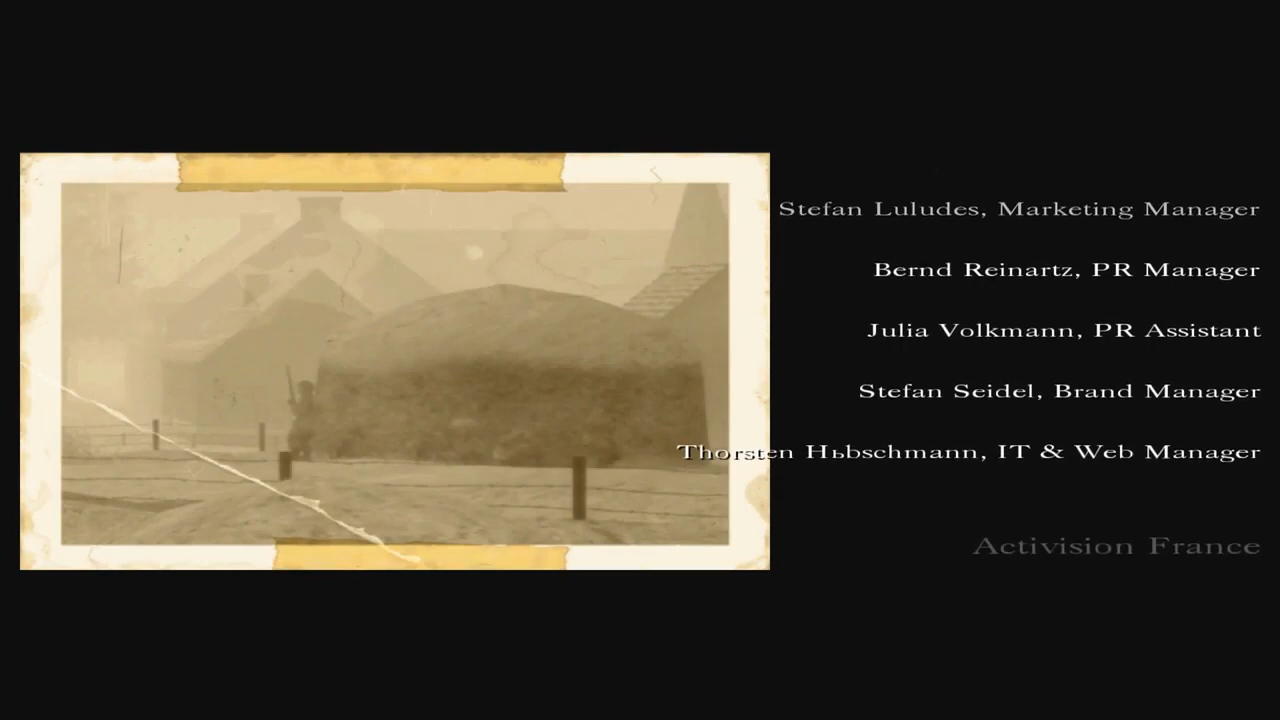 Stefan Luludes, Marketing Manager
Bernd Reinartz, PR Manager
Julia Volkmann, PR Assistant
Stefan Seidel, Brand Manager
Thorsten Hьbschmann, IT & Web Manager
Activision France